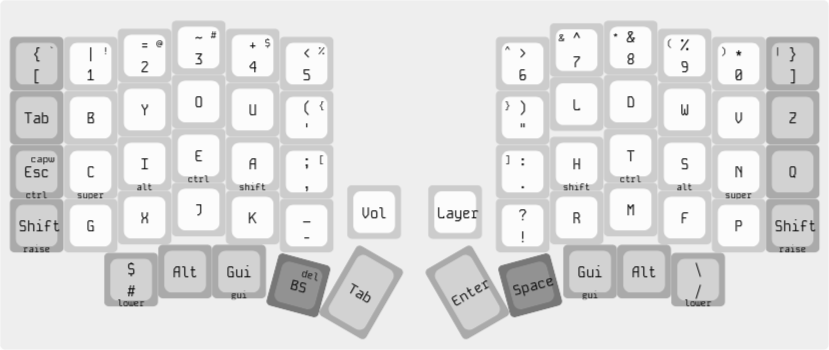 { ` | ! = @ ~ # + $ < % ^ > & ^ * & ( % ) * | }
[ 1 2 3 4 5 6 7 8 9 0 ]
Tab B Y O U ( { } ) L D W V Z
' "
capw
Esc C I E A ; [ ] : H T S N Q
, .
ctrl super alt ctrl shift shift ctrl alt super
Vol Layer
Shift G X J K _ ? R M F P Shift
- !
raise raise
$ Alt Gui del Gui Alt \
# BS Tab Enter Space /
lower gui gui lower